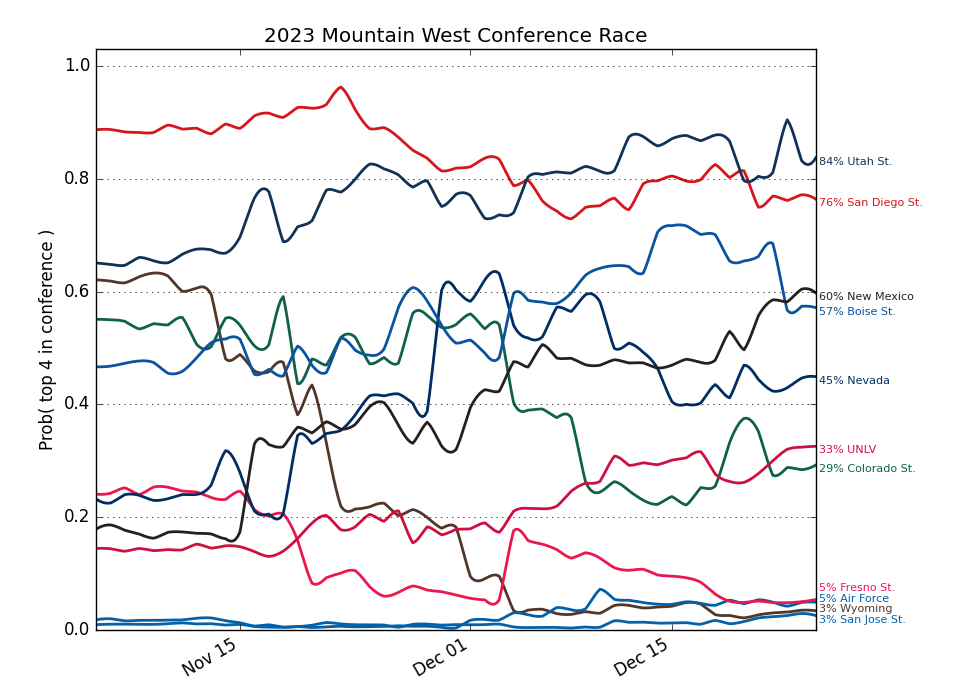 2023 Mountain West Conference Race
Prob( top 4 in conference )
1.0
0.8
0.6
0.4
0.2
0.0
Nov 15
Dec 01
Dec 15
84% Utah St.
76% San Diego St.
60% New Mexico
57% Boise St.
45% Nevada
33% UNLV
29% Colorado St.
5% Fresno St.
5% Air Force
3% Wyoming
3% San Jose St.